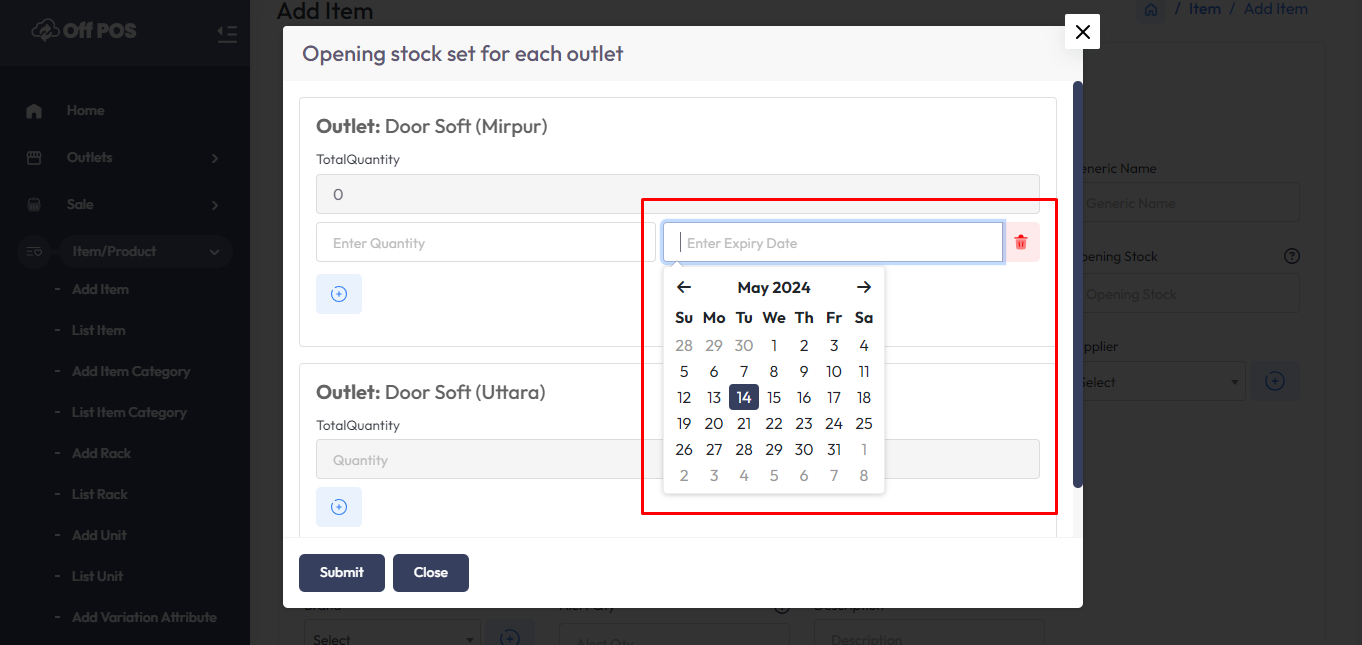 Off POS
Add Item
/ Item / Add Item
Home
Outlets
Sale
Item/Product
Add Item
List Item
Add Item Category
List Item Category
Add Rack
List Rack
Add Unit
List Unit
Add Variation Attribute
Opening stock set for each outlet
Outlet: Door Soft (Mirpur)
TotalQuantity
0
Enter Quantity
Enter Expiry Date
May 2024
Su Mo Tu We Th Fr Sa
28 29 30 1 2 3 4
5 6 7 8 9 10 11
12 13 14 15 16 17 18
19 20 21 22 23 24 25
26 27 28 29 30 31 1
2 3 4 5 6 7 8
Outlet: Door Soft (Uttara)
TotalQuantity
Quantity
Submit
Close
Name
Generic Name
Stock
Opening Stock
Select
Description
Select
Alert Qty
Description